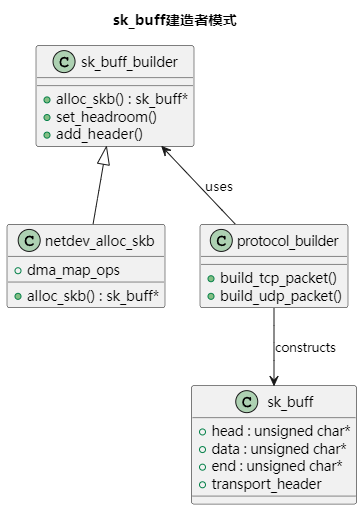 sk_buff建造者模式
C sk_buff_builder
alloc_skb() : sk_buff*
set_headroom()
add_header()
uses
C netdev_alloc_skb
dma_map_ops
alloc_skb() : sk_buff*
C protocol_builder
build_tcp_packet()
build_udp_packet()
constructs
C sk_buff
head : unsigned char*
data : unsigned char*
end : unsigned char*
transport_header